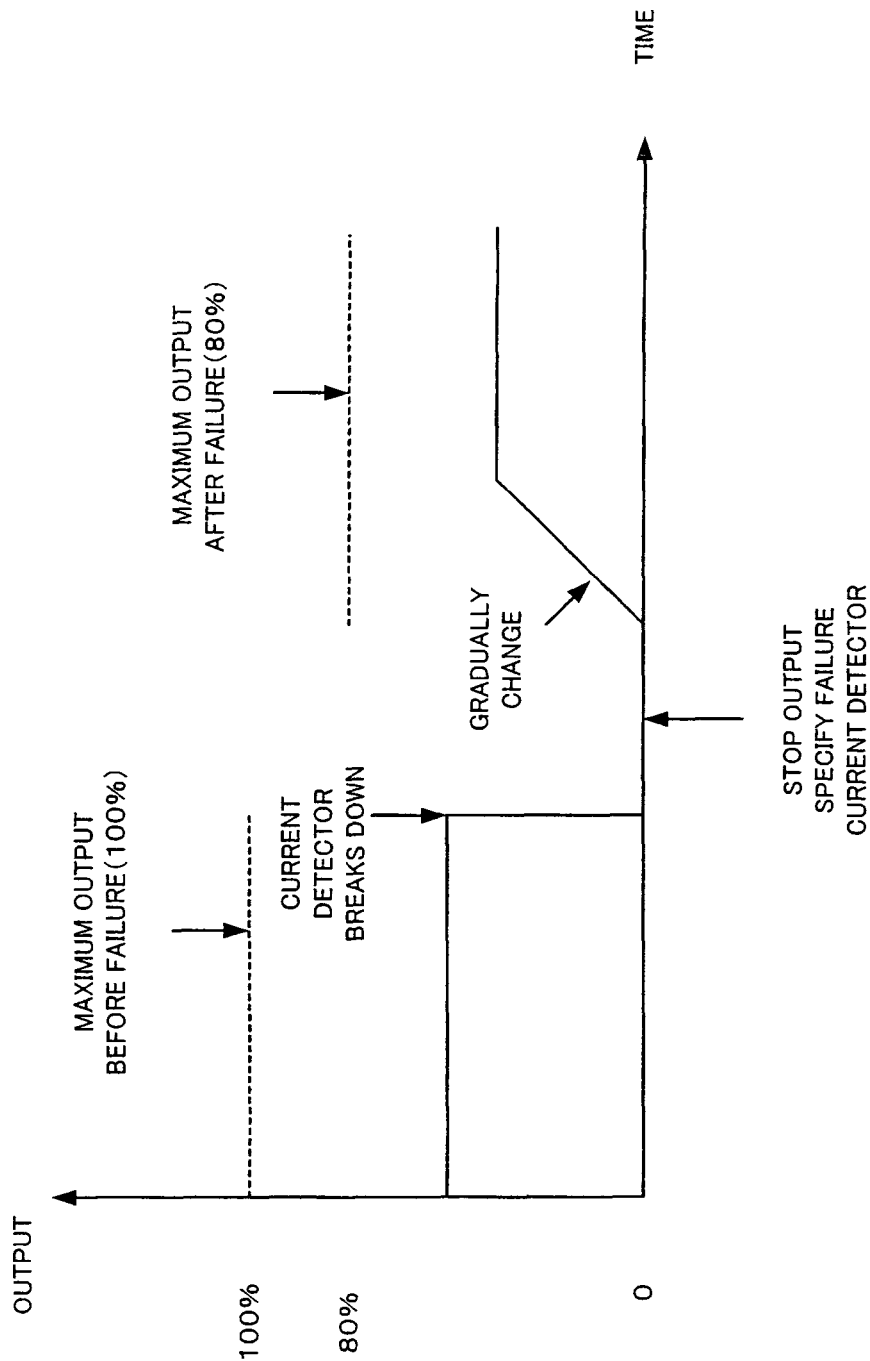 OUTPUT
100%
80%
0
MAXIMUM OUTPUT
BEFORE FAILURE(100%)
CURRENT
DETECTOR
BREAKS DOWN
MAXIMUM OUTPUT
AFTER FAILURE(80%)
GRADUALLY
CHANGE
STOP OUTPUT
SPECIFY FAILURE
CURRENT DETECTOR
TIME